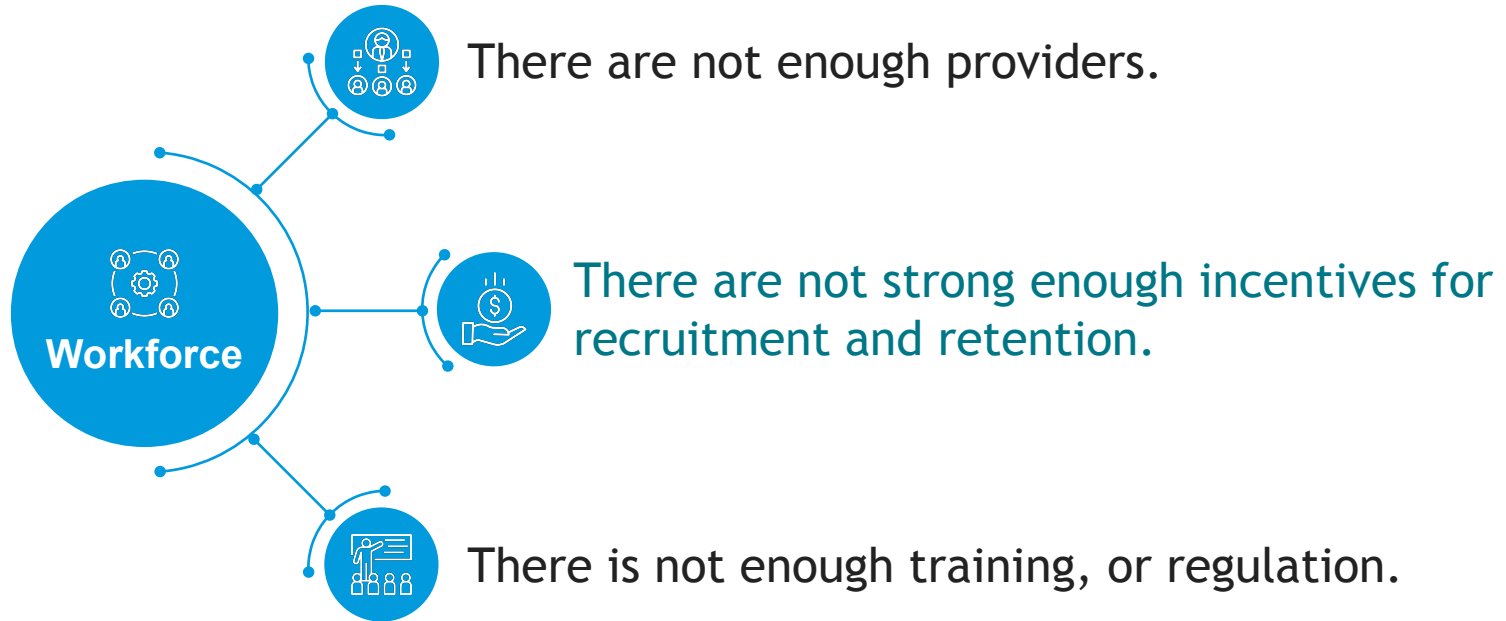 There are not enough providers.
Workforce
There are not strong enough incentives for
recruitment and retention.
There is not enough training, or regulation.